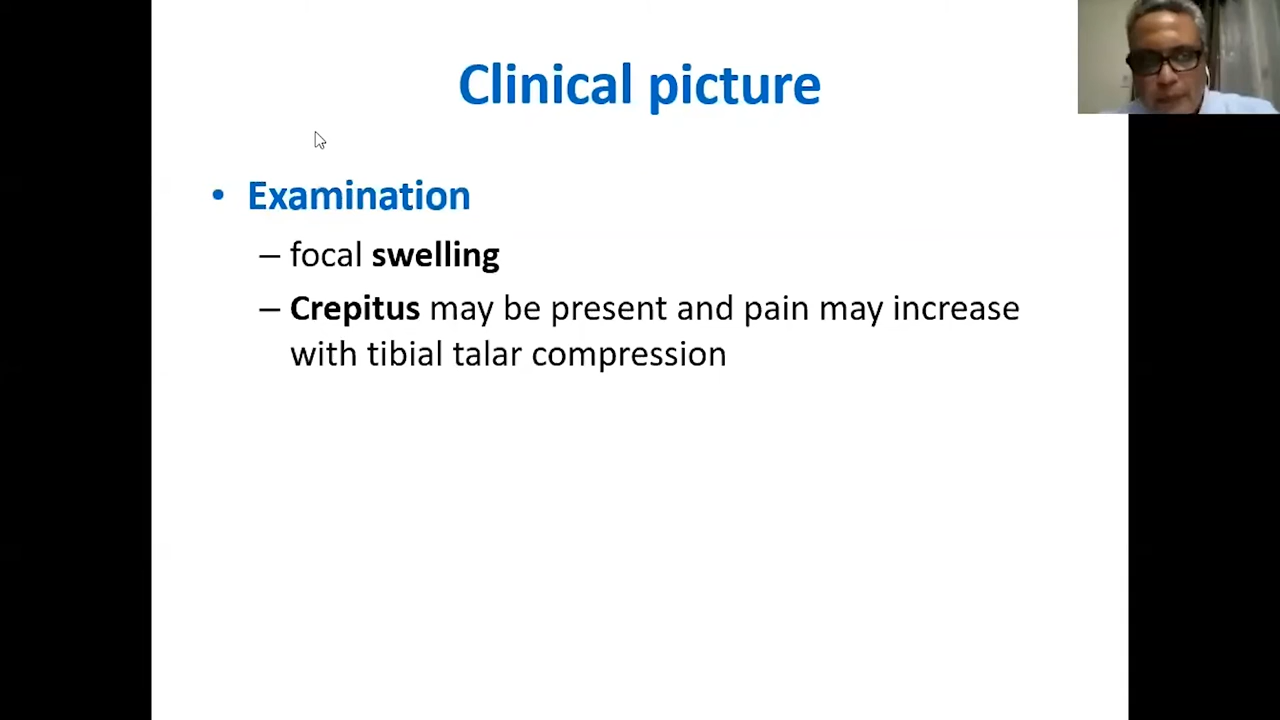 Clinical picture
• Examination
– focal swelling
– Crepitus may be present and pain may increase
with tibial talar compression